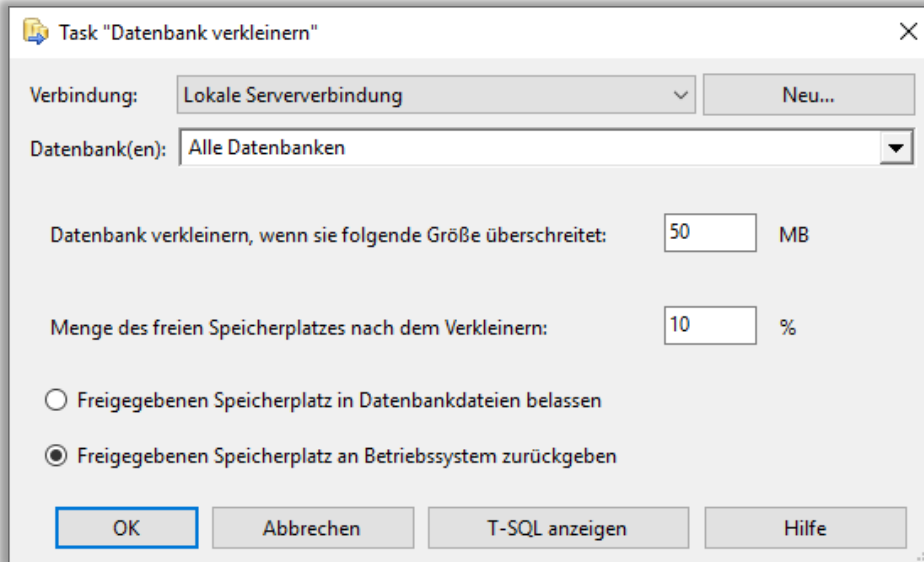 Task "Datenbank verkleinern"
Verbindung: Lokale Serververbindung Neu...
Datenbank(en): Alle Datenbanken
Datenbank verkleinern, wenn sie folgende Größe überschreitet: 50 MB
Menge des freien Speicherplatzes nach dem Verkleinern: 10 %
Freigegebenen Speicherplatz in Datenbankdateien belassen
Freigegebenen Speicherplatz an Betriebssystem zurückgeben
OK Abbrechen T-SQL anzeigen Hilfe